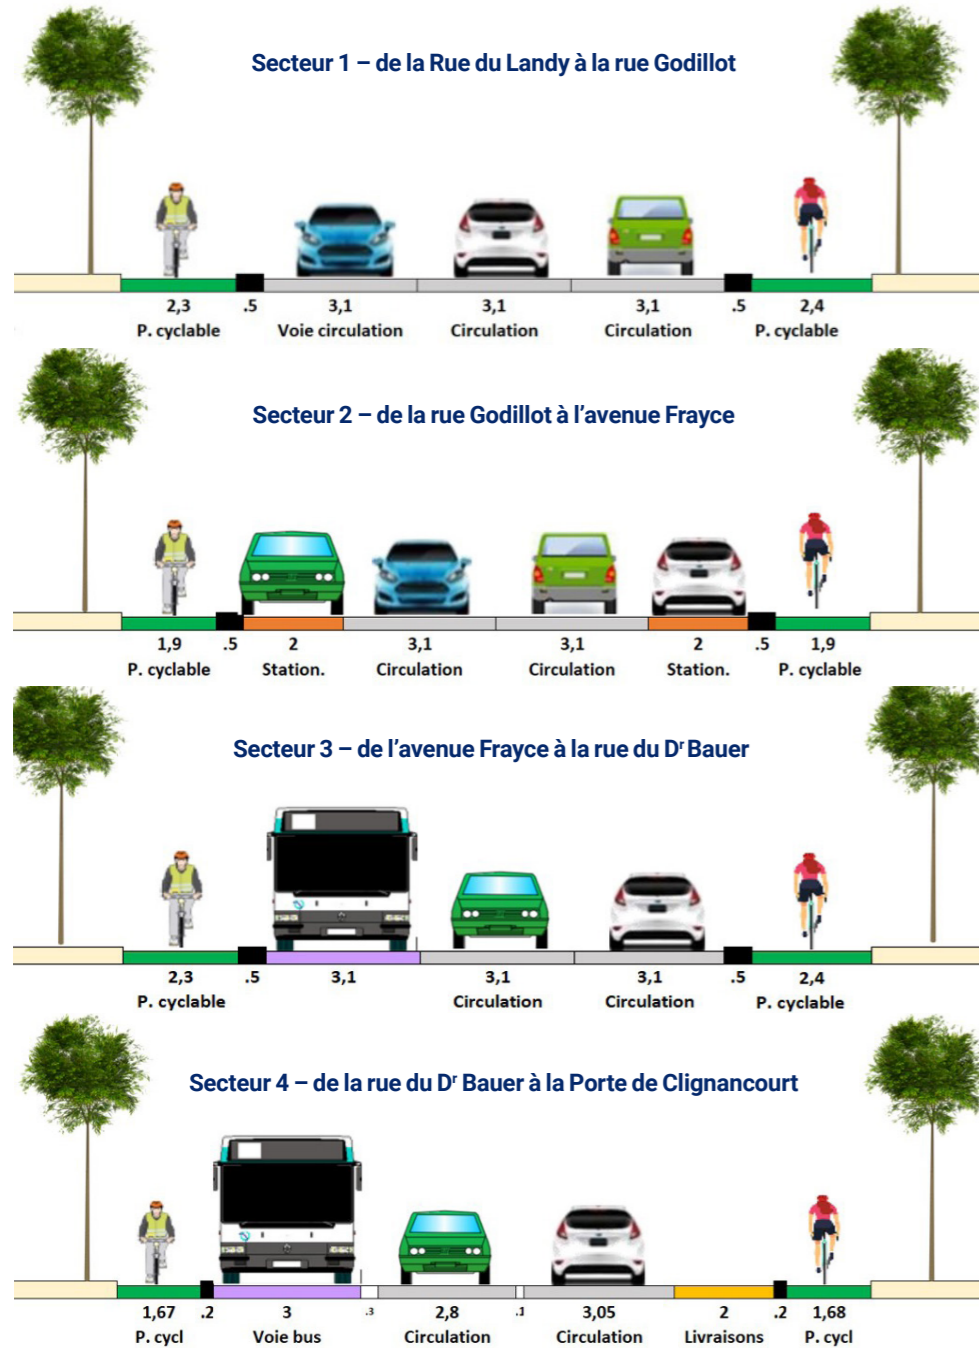 Secteur 1 – de la Rue du Landy à la rue Godillot
2,3 .5 3,1 3,1 3,1 .5 2,4
P. cyclable Voie circulation Circulation Circulation P. cyclable
Secteur 2 – de la rue Godillot à l’avenue Frayce
1,9 .5 2 3,1 3,1 2 .5 1,9
P. cyclable Station. Circulation Circulation Station. P. cyclable
Secteur 3 – de l’avenue Frayce à la rue du Dʳ Bauer
2,3 .5 3,1 3,1 3,1 .5 2,4
P. cyclable Circulation Circulation P. cyclable
Secteur 4 – de la rue du Dʳ Bauer à la Porte de Clignancourt
1,67 .2 3 .3 2,8 .1 3,05 2 .2 1,68
P. cycl Voie bus Circulation Circulation Livraisons P. cycl